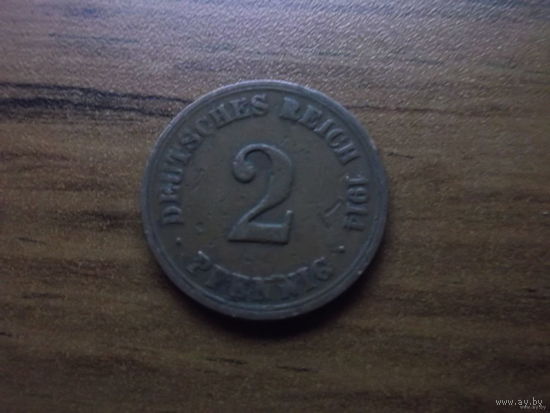 DEUTSCHES REICH 1914
2
· PFENNIG ·
www.ay.by